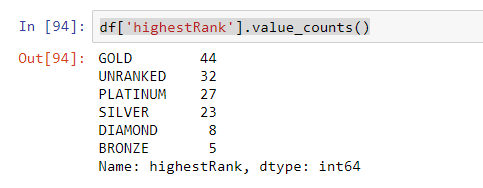 In [94]: df['highestRank'].value_counts()
Out[94]: GOLD 44
UNRANKED 32
PLATINUM 27
SILVER 23
DIAMOND 8
BRONZE 5
Name: highestRank, dtype: int64